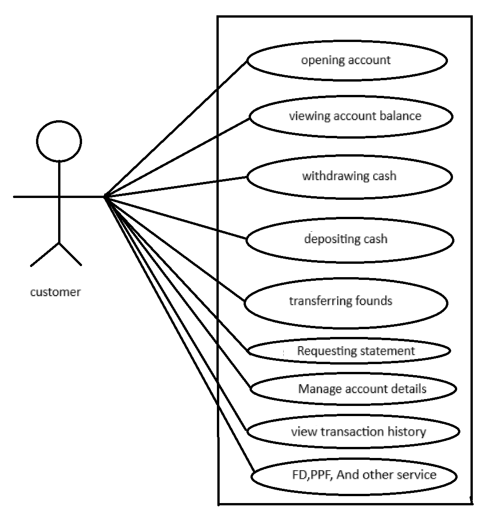 opening account
viewing account balance
withdrawing cash
depositing cash
transferring founds
customer
Requesting statement
Manage account details
view transaction history
FD,PPF, And other service